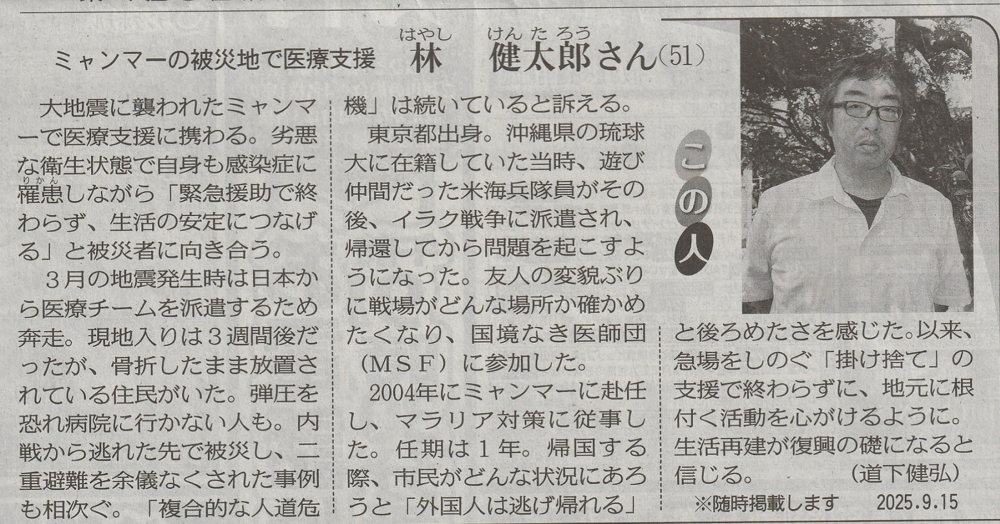 ミャンマーの被災地で医療支援
はやし けんたろう
林 健太郎さん(51)
大地震に襲われたミャンマ
ーで医療支援に携わる。劣悪
な衛生状態で自身も感染症に
りかん
罹患しながら「緊急援助で終
わらず、生活の安定につなげ
る」と被災者に向き合う。
3月の地震発生時は日本か
ら医療チームを派遣するため
奔走。現地入りは3週間後だ
ったが、骨折したまま放置さ
れている住民がいた。弾圧を
恐れ病院に行かない人も。内
戦から逃れた先で被災し、二
重避難を余儀なくされた事例
も相次ぐ。「複合的な人道危
機」は続いていると訴える。
東京都出身。沖縄県の琉球
大に在籍していた当時、遊び
仲間だった米海兵隊員がその
後、イラク戦争に派遣され、
帰還してから問題を起こすよ
うになった。友人の変貌ぶり
に戦場がどんな場所か確かめ
たくなり、国境なき医師団
(MSF)に参加した。
2004年にミャンマーに赴任
し、マラリア対策に従事し
た。任期は1年。帰国する
際、市民がどんな状況にあろ
うと「外国人は逃げ帰れる」
このひと
と後ろめたさを感じた。以来、
急場をしのぐ「掛け捨て」の
支援で終わらずに、地元に根
付く活動を心がけるように。
生活再建が復興の礎になると
信じる。 (道下健弘)
※随時掲載します 2025.9.15